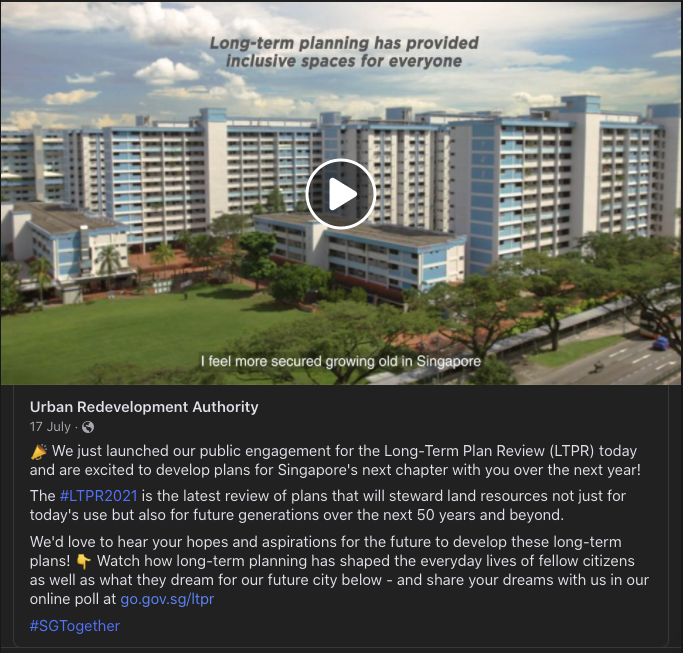 Long-term planning has provided
inclusive spaces for everyone
I feel more secured growing old in Singapore
Urban Redevelopment Authority
17 July ·
🎉 We just launched our public engagement for the Long-Term Plan Review (LTPR) today
and are excited to develop plans for Singapore's next chapter with you over the next year!
The #LTPR2021 is the latest review of plans that will steward land resources not just for
today's use but also for future generations over the next 50 years and beyond.
We'd love to hear your hopes and aspirations for the future to develop these long-term
plans! 👇 Watch how long-term planning has shaped the everyday lives of fellow citizens
as well as what they dream for our future city below - and share your dreams with us in our
online poll at go.gov.sg/ltpr
#SGTogether